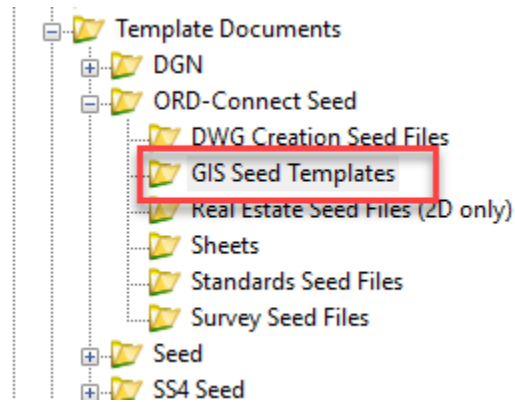 Template Documents
DGN
ORD-Connect Seed
DWG Creation Seed Files
GIS Seed Templates
Real Estate Seed Files (2D only)
Sheets
Standards Seed Files
Survey Seed Files
Seed
SS4 Seed